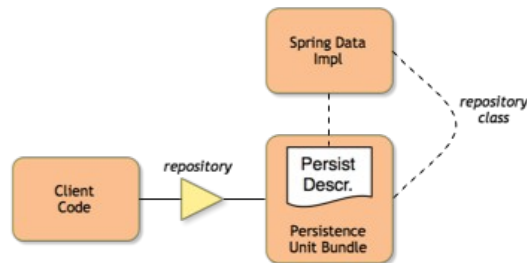 Spring Data
Impl
repository
class
repository
Persist
Descr.
Client
Code
Persistence
Unit Bundle